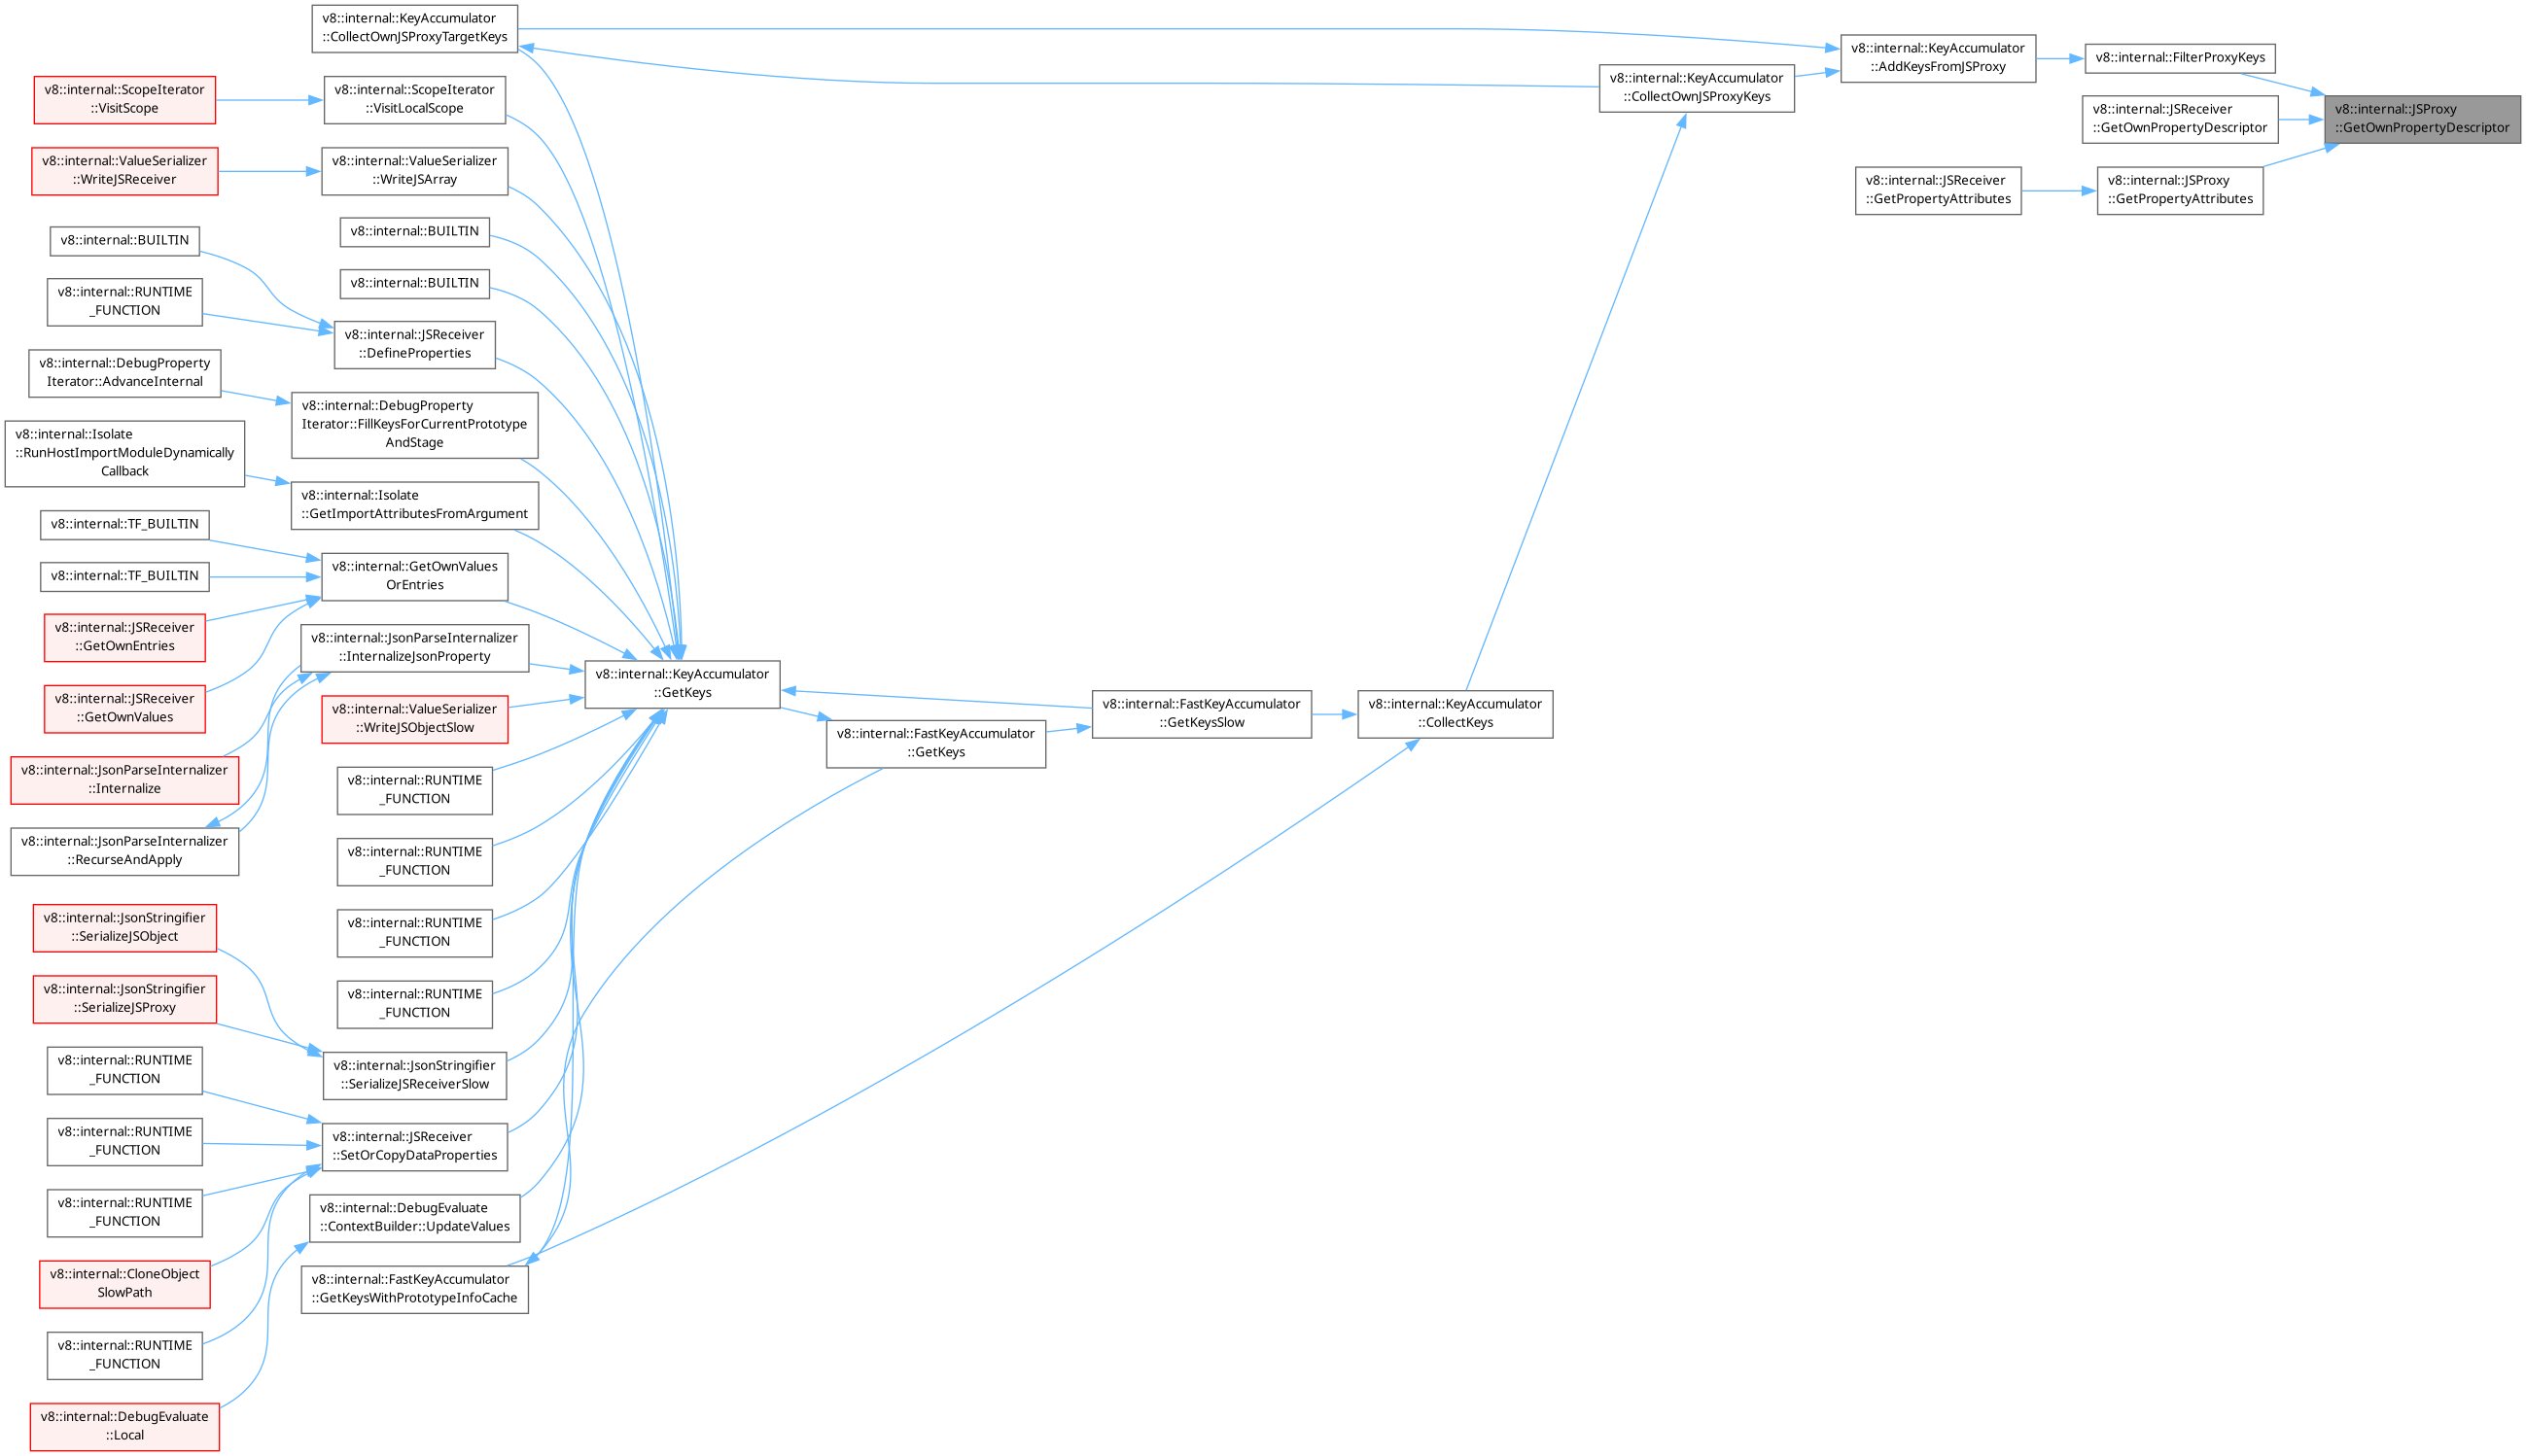 v8::internal::KeyAccumulator
::CollectOwnJSProxyTargetKeys
v8::internal::KeyAccumulator
::AddKeysFromJSProxy
v8::internal::FilterProxyKeys
v8::internal::ScopeIterator
::VisitScope
v8::internal::ScopeIterator
::VisitLocalScope
v8::internal::KeyAccumulator
::CollectOwnJSProxyKeys
v8::internal::JSReceiver
::GetOwnPropertyDescriptor
v8::internal::JSProxy
::GetOwnPropertyDescriptor
v8::internal::ValueSerializer
::WriteJSReceiver
v8::internal::ValueSerializer
::WriteJSArray
v8::internal::JSReceiver
::GetPropertyAttributes
v8::internal::JSProxy
::GetPropertyAttributes
v8::internal::BUILTIN
v8::internal::BUILTIN
v8::internal::RUNTIME
_FUNCTION
v8::internal::BUILTIN
v8::internal::JSReceiver
::DefineProperties
v8::internal::DebugProperty
Iterator::AdvanceInternal
v8::internal::DebugProperty
Iterator::FillKeysForCurrentPrototype
AndStage
v8::internal::Isolate
::RunHostImportModuleDynamically
Callback
v8::internal::Isolate
::GetImportAttributesFromArgument
v8::internal::TF_BUILTIN
v8::internal::TF_BUILTIN
v8::internal::GetOwnValues
OrEntries
v8::internal::JSReceiver
::GetOwnEntries
v8::internal::JsonParseInternalizer
::InternalizeJsonProperty
v8::internal::JSReceiver
::GetOwnValues
v8::internal::ValueSerializer
::WriteJSObjectSlow
v8::internal::KeyAccumulator
::GetKeys
v8::internal::FastKeyAccumulator
::GetKeys
v8::internal::FastKeyAccumulator
::GetKeysSlow
v8::internal::KeyAccumulator
::CollectKeys
v8::internal::JsonParseInternalizer
::Internalize
v8::internal::RUNTIME
_FUNCTION
v8::internal::JsonParseInternalizer
::RecurseAndApply
v8::internal::RUNTIME
_FUNCTION
v8::internal::JsonStringifier
::SerializeJSObject
v8::internal::RUNTIME
_FUNCTION
v8::internal::JsonStringifier
::SerializeJSProxy
v8::internal::RUNTIME
_FUNCTION
v8::internal::RUNTIME
_FUNCTION
v8::internal::JsonStringifier
::SerializeJSReceiverSlow
v8::internal::RUNTIME
_FUNCTION
v8::internal::JSReceiver
::SetOrCopyDataProperties
v8::internal::RUNTIME
_FUNCTION
v8::internal::DebugEvaluate
::ContextBuilder::UpdateValues
v8::internal::CloneObject
SlowPath
v8::internal::FastKeyAccumulator
::GetKeysWithPrototypeInfoCache
v8::internal::RUNTIME
_FUNCTION
v8::internal::DebugEvaluate
::Local